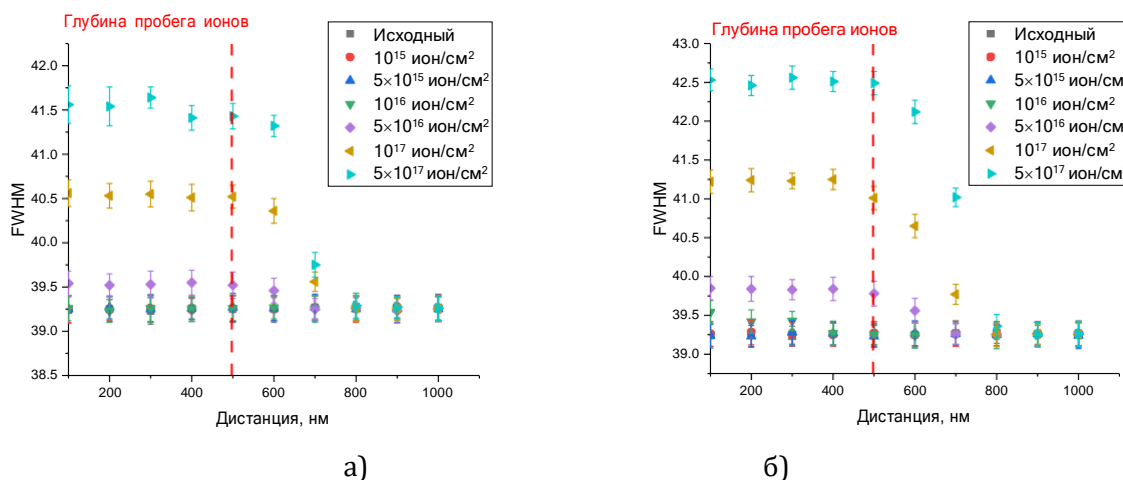 Глубина пробега ионов
Исходный
10¹⁵ ион/см²
5×10¹⁵ ион/см²
10¹⁶ ион/см²
5×10¹⁶ ион/см²
10¹⁷ ион/см²
5×10¹⁷ ион/см²
42.0
41.5
41.0
40.5
40.0
39.5
39.0
38.5
FWHM
200
400
600
800
1000
Дистанция, нм
а)
Глубина пробега ионов
Исходный
10¹⁵ ион/см²
5×10¹⁵ ион/см²
10¹⁶ ион/см²
5×10¹⁶ ион/см²
10¹⁷ ион/см²
5×10¹⁷ ион/см
43.0
42.5
42.0
41.5
41.0
40.5
40.0
39.5
39.0
FWHM
200
400
600
800
1000
Дистанция, нм
б)